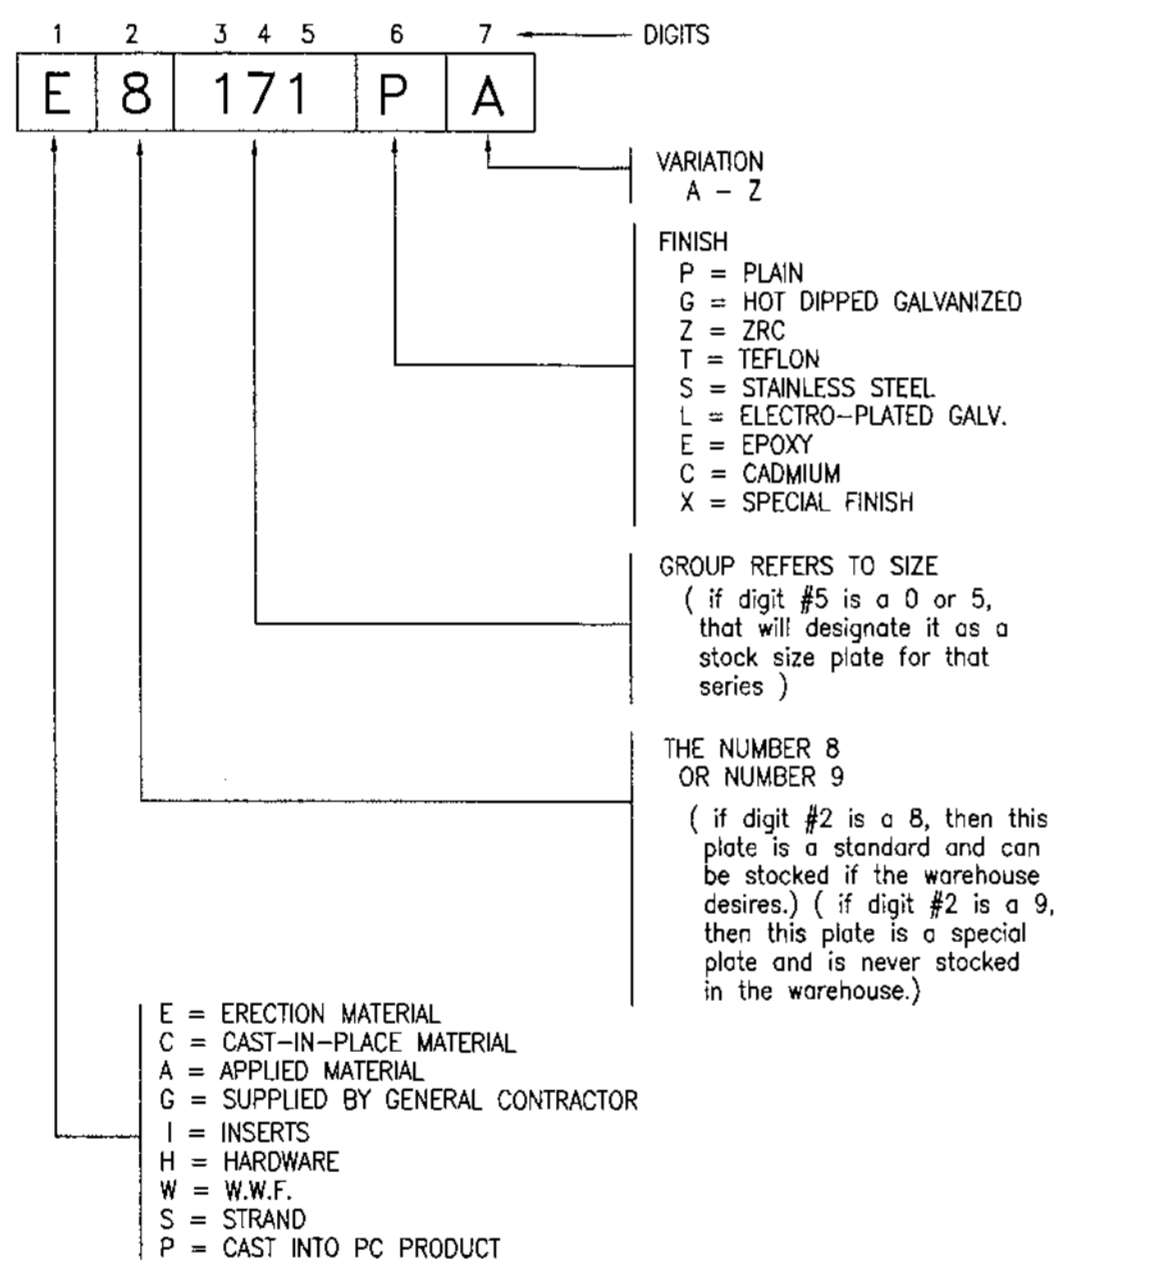 1 2 3 4 5 6 7 DIGITS
E 8 171 P A
VARIATION
A - Z
FINISH
P = PLAIN
G = HOT DIPPED GALVANIZED
Z = ZRC
T = TEFLON
S = STAINLESS STEEL
L = ELECTRO-PLATED GALV.
E = EPOXY
C = CADMIUM
X = SPECIAL FINISH
GROUP REFERS TO SIZE
( if digit #5 is a 0 or 5,
that will designate it as a
stock size plate for that
series )
THE NUMBER 8
OR NUMBER 9
( if digit #2 is a 8, then this
plate is a standard and can
be stocked if the warehouse
desires.) ( if digit #2 is a 9,
then this plate is a special
plate and is never stocked
in the warehouse.)
E = ERECTION MATERIAL
C = CAST-IN-PLACE MATERIAL
A = APPLIED MATERIAL
G = SUPPLIED BY GENERAL CONTRACTOR
I = INSERTS
H = HARDWARE
W = W.W.F.
S = STRAND
P = CAST INTO PC PRODUCT